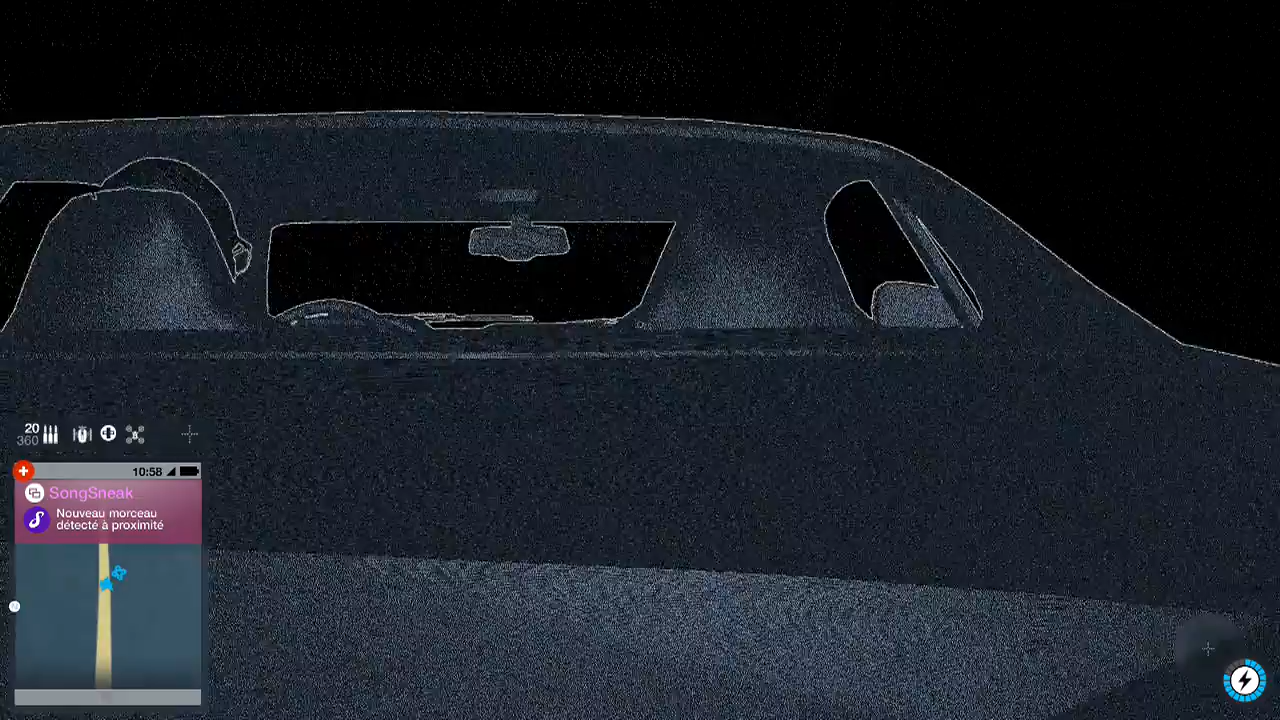 20
360
10:58
SongSneak
Nouveau morceau
détecté à proximité